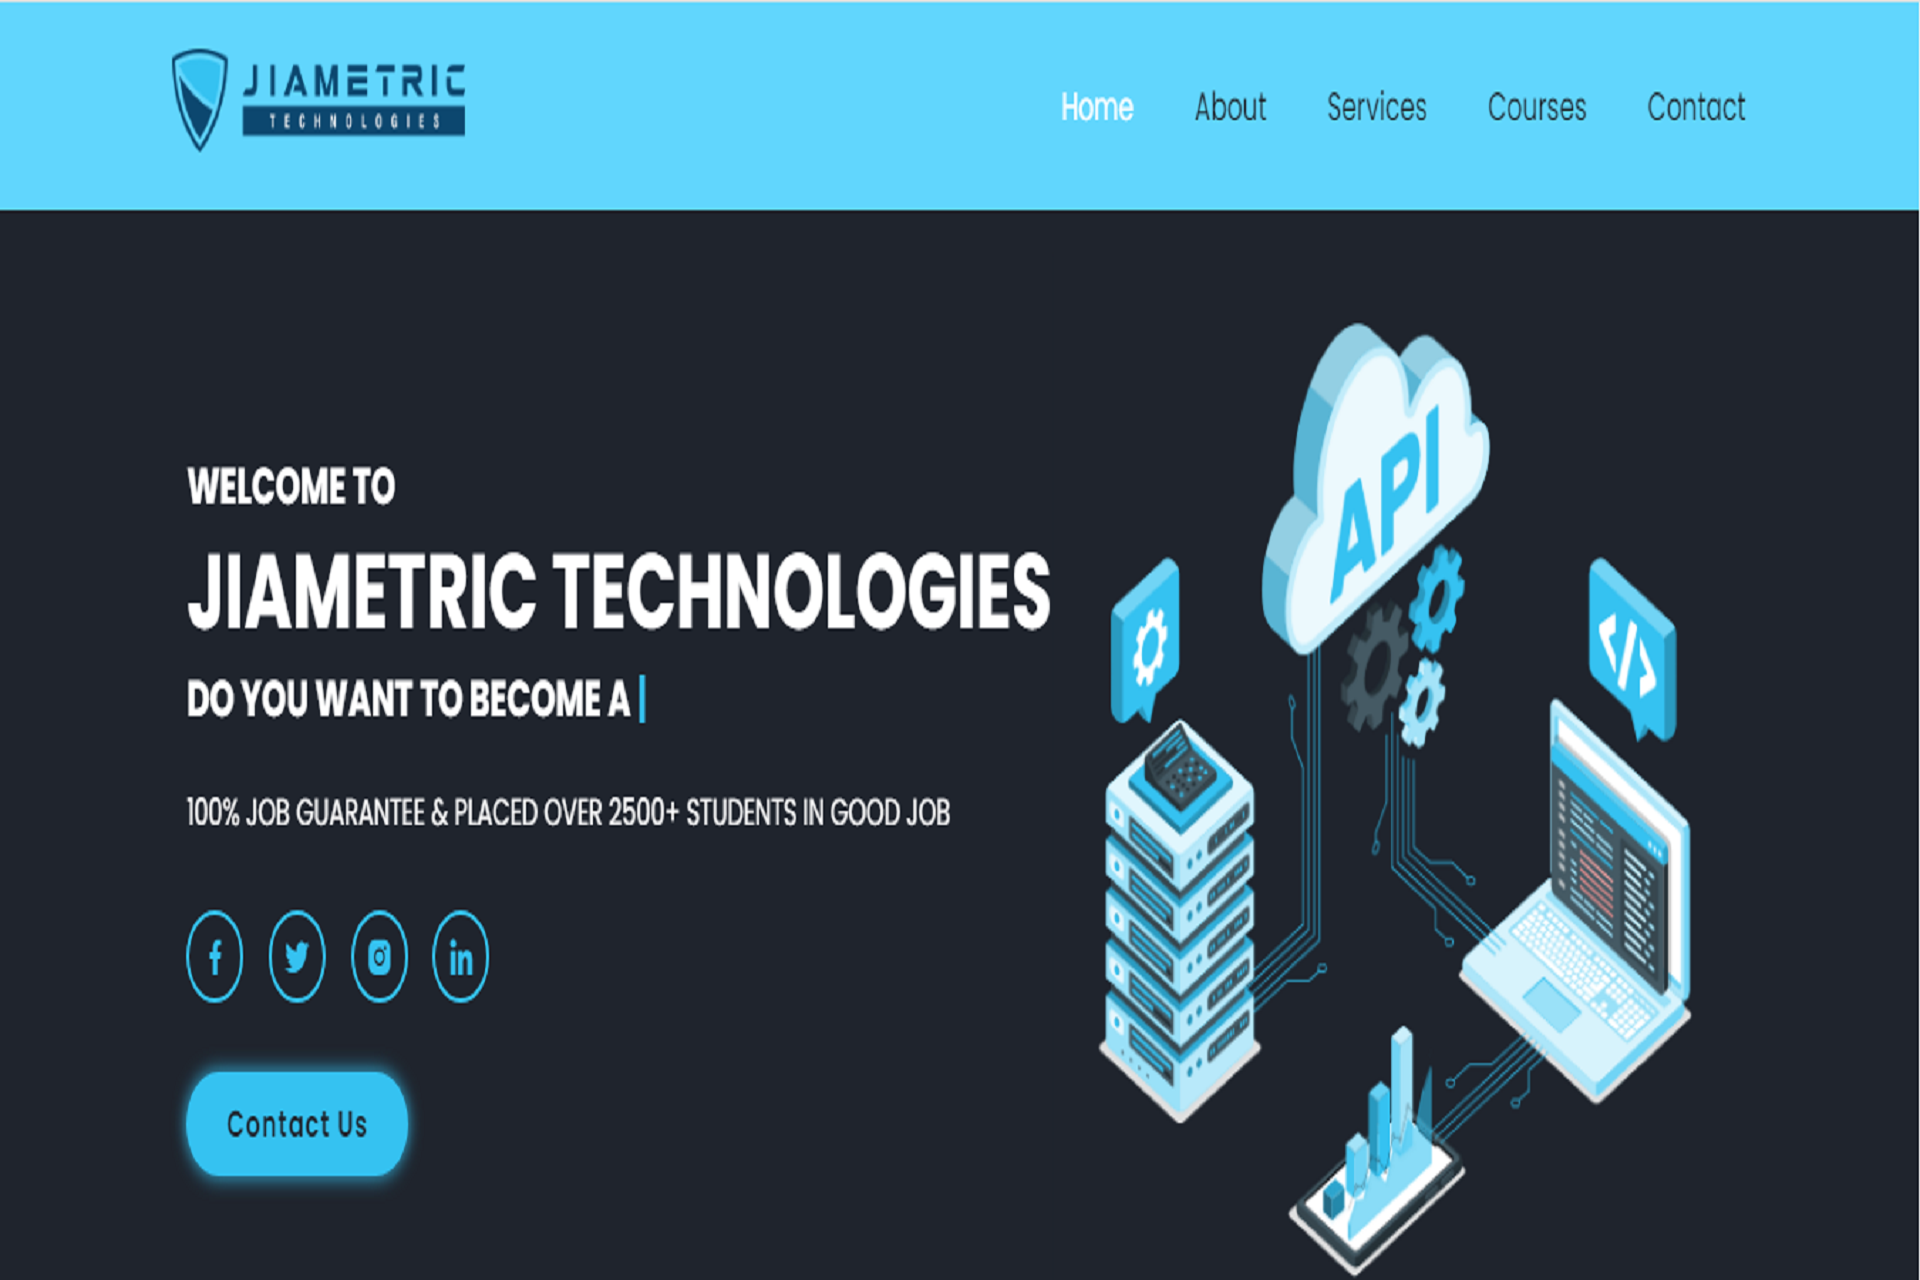 JIAMETRIC
TECHNOLOGIES
Home About Services Courses Contact
WELCOME TO
JIAMETRIC TECHNOLOGIES
DO YOU WANT TO BECOME A
100% JOB GUARANTEE & PLACED OVER 2500+ STUDENTS IN GOOD JOB
Contact Us
API